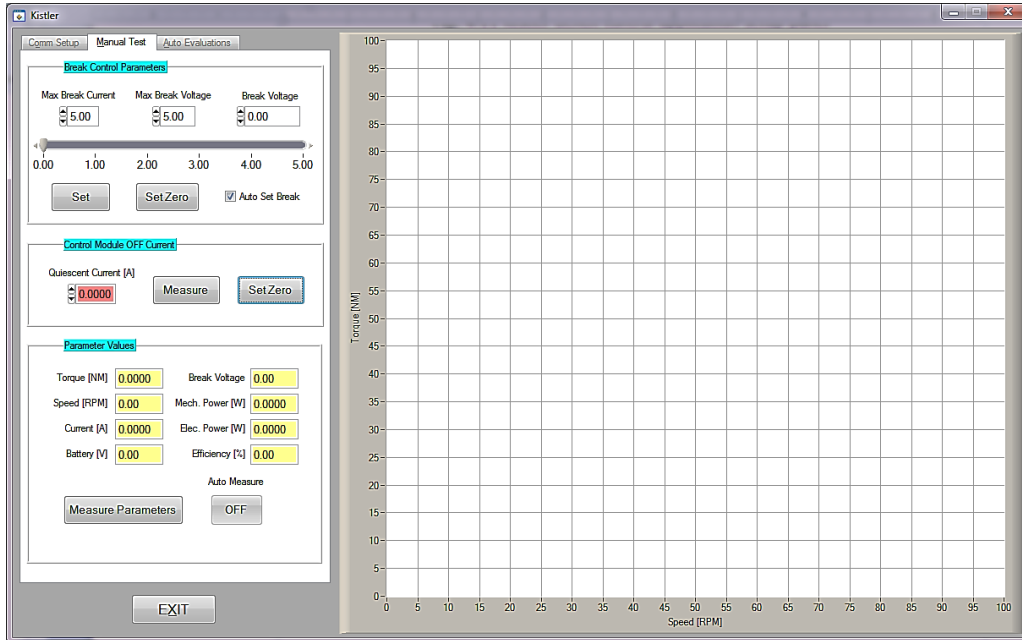 Kistler
Comm Setup Manual Test Auto Evaluations
Break Control Parameters
Max Break Current Max Break Voltage Break Voltage
5.00 5.00 0.00
0.00 1.00 2.00 3.00 4.00 5.00
Set SetZero Auto Set Break
Control Module OFF Current
Quiescent Current [A]
0.0000 Measure SetZero
Parameter Values
Torque [NM] 0.0000 Break Voltage 0.00
Speed [RPM] 0.00 Mech. Power [W] 0.0000
Current [A] 0.0000 Elec. Power [W] 0.0000
Battery [V] 0.00 Efficiency [%] 0.00
Auto Measure
Measure Parameters OFF
EXIT
100
95
90
85
80
75
70
65
60
55
50
45
40
35
30
25
20
15
10
5
0
Torque [NM]
0 5 10 15 20 25 30 35 40 45 50 55 60 65 70 75 80 85 90 95 100
Speed [RPM]